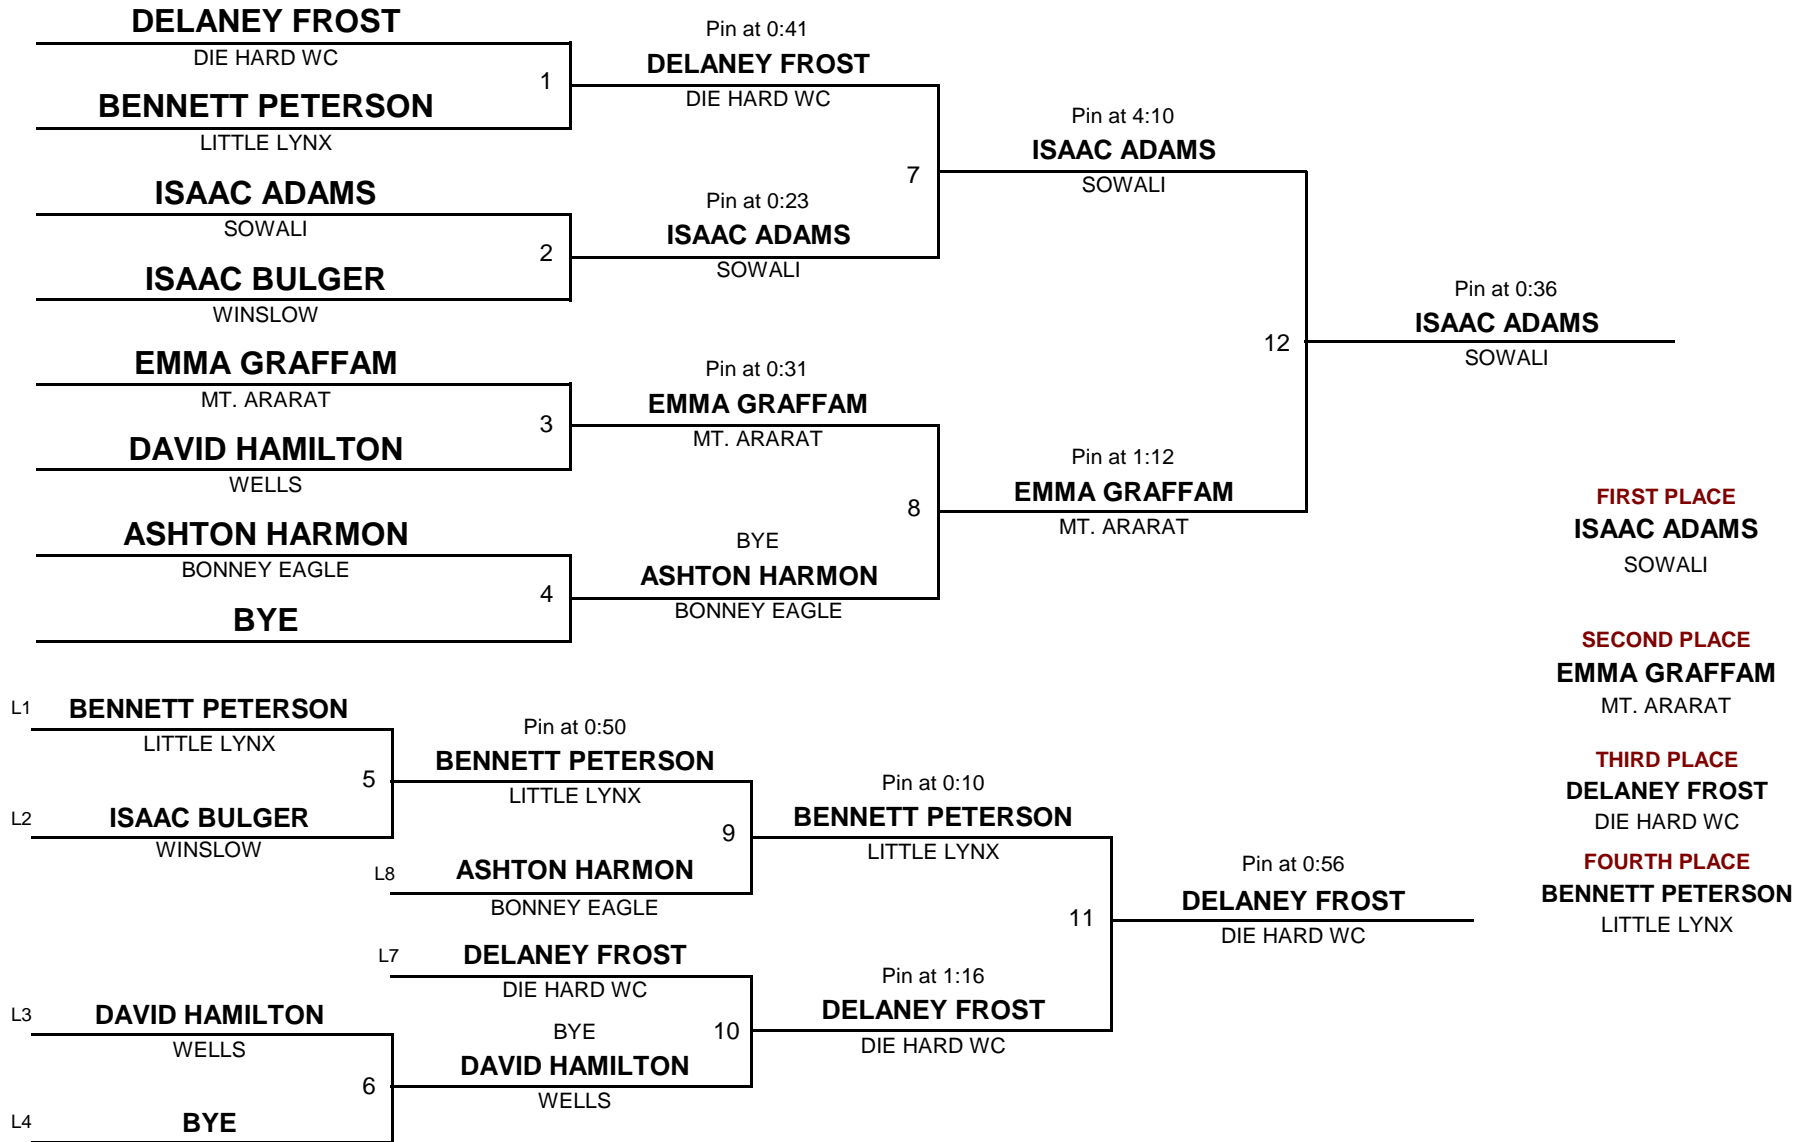 DELANEY FROST
DIE HARD WC
1
BENNETT PETERSON
LITTLE LYNX
ISAAC ADAMS
SOWALI
2
ISAAC BULGER
WINSLOW
EMMA GRAFFAM
MT. ARARAT
3
DAVID HAMILTON
WELLS
ASHTON HARMON
BONNEY EAGLE
4
BYE
Pin at 0:41
DELANEY FROST
DIE HARD WC
7
Pin at 0:23
ISAAC ADAMS
SOWALI
Pin at 0:31
EMMA GRAFFAM
MT. ARARAT
8
BYE
ASHTON HARMON
BONNEY EAGLE
Pin at 4:10
ISAAC ADAMS
SOWALI
12
Pin at 1:12
EMMA GRAFFAM
MT. ARARAT
Pin at 0:36
ISAAC ADAMS
SOWALI
FIRST PLACE
ISAAC ADAMS
SOWALI
SECOND PLACE
EMMA GRAFFAM
MT. ARARAT
THIRD PLACE
DELANEY FROST
DIE HARD WC
FOURTH PLACE
BENNETT PETERSON
LITTLE LYNX
L1 BENNETT PETERSON
LITTLE LYNX
5
L2 ISAAC BULGER
WINSLOW
L3 DAVID HAMILTON
WELLS
6
L4 BYE
Pin at 0:50
BENNETT PETERSON
LITTLE LYNX
9
L8 ASHTON HARMON
BONNEY EAGLE
L7 DELANEY FROST
DIE HARD WC
BYE
10
DAVID HAMILTON
WELLS
Pin at 0:10
BENNETT PETERSON
LITTLE LYNX
11
Pin at 1:16
DELANEY FROST
DIE HARD WC
Pin at 0:56
DELANEY FROST
DIE HARD WC